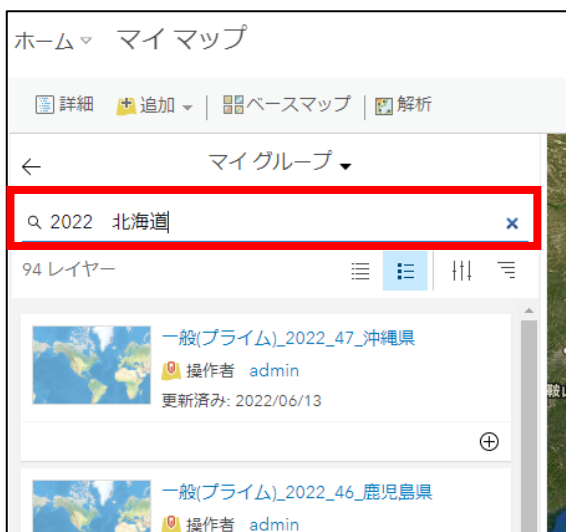 ホーム マイ マップ
詳細 追加 ベースマップ 解析
マイ グループ
2022 北海道
94 レイヤー
一般(プライム)_2022_47_沖縄県
操作者 admin
更新済み: 2022/06/13
一般(プライム)_2022_46_鹿児島県
操作者 admin